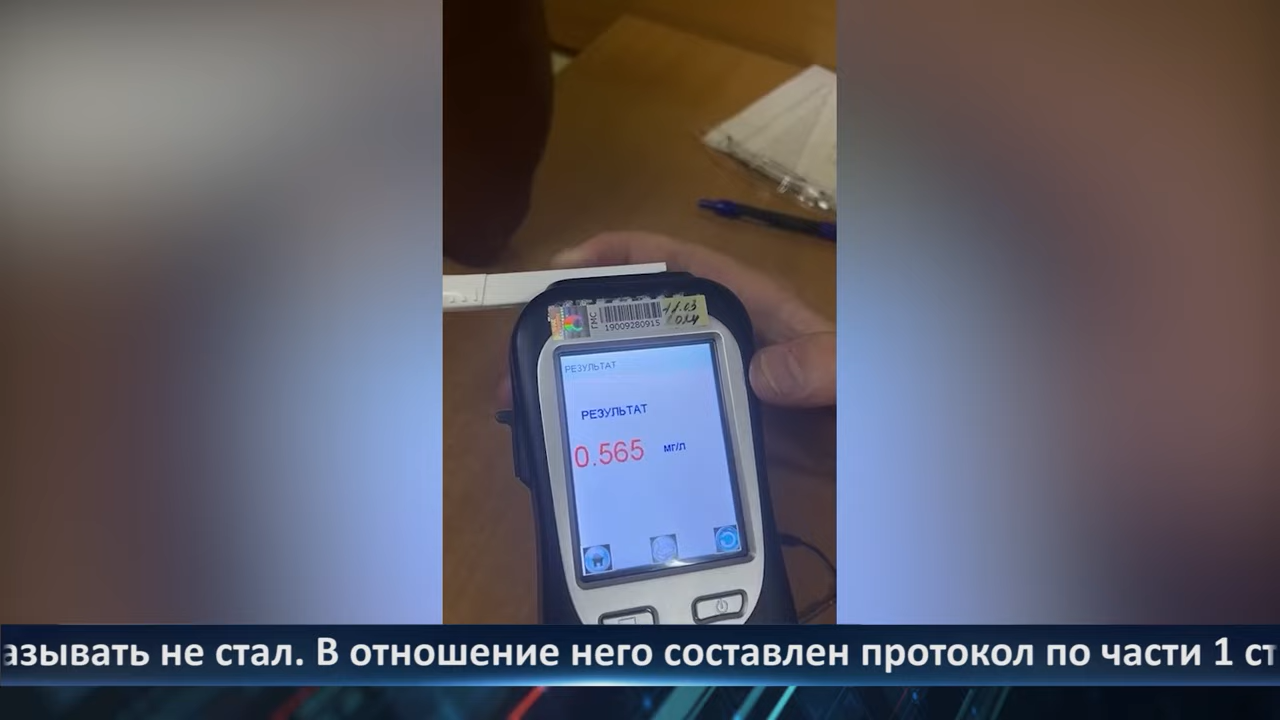 ГМС
19009280915
РЕЗУЛЬТАТ
РЕЗУЛЬТАТ
0.565 мг/л
азывать не стал. В отношение него составлен протокол по части 1 ст